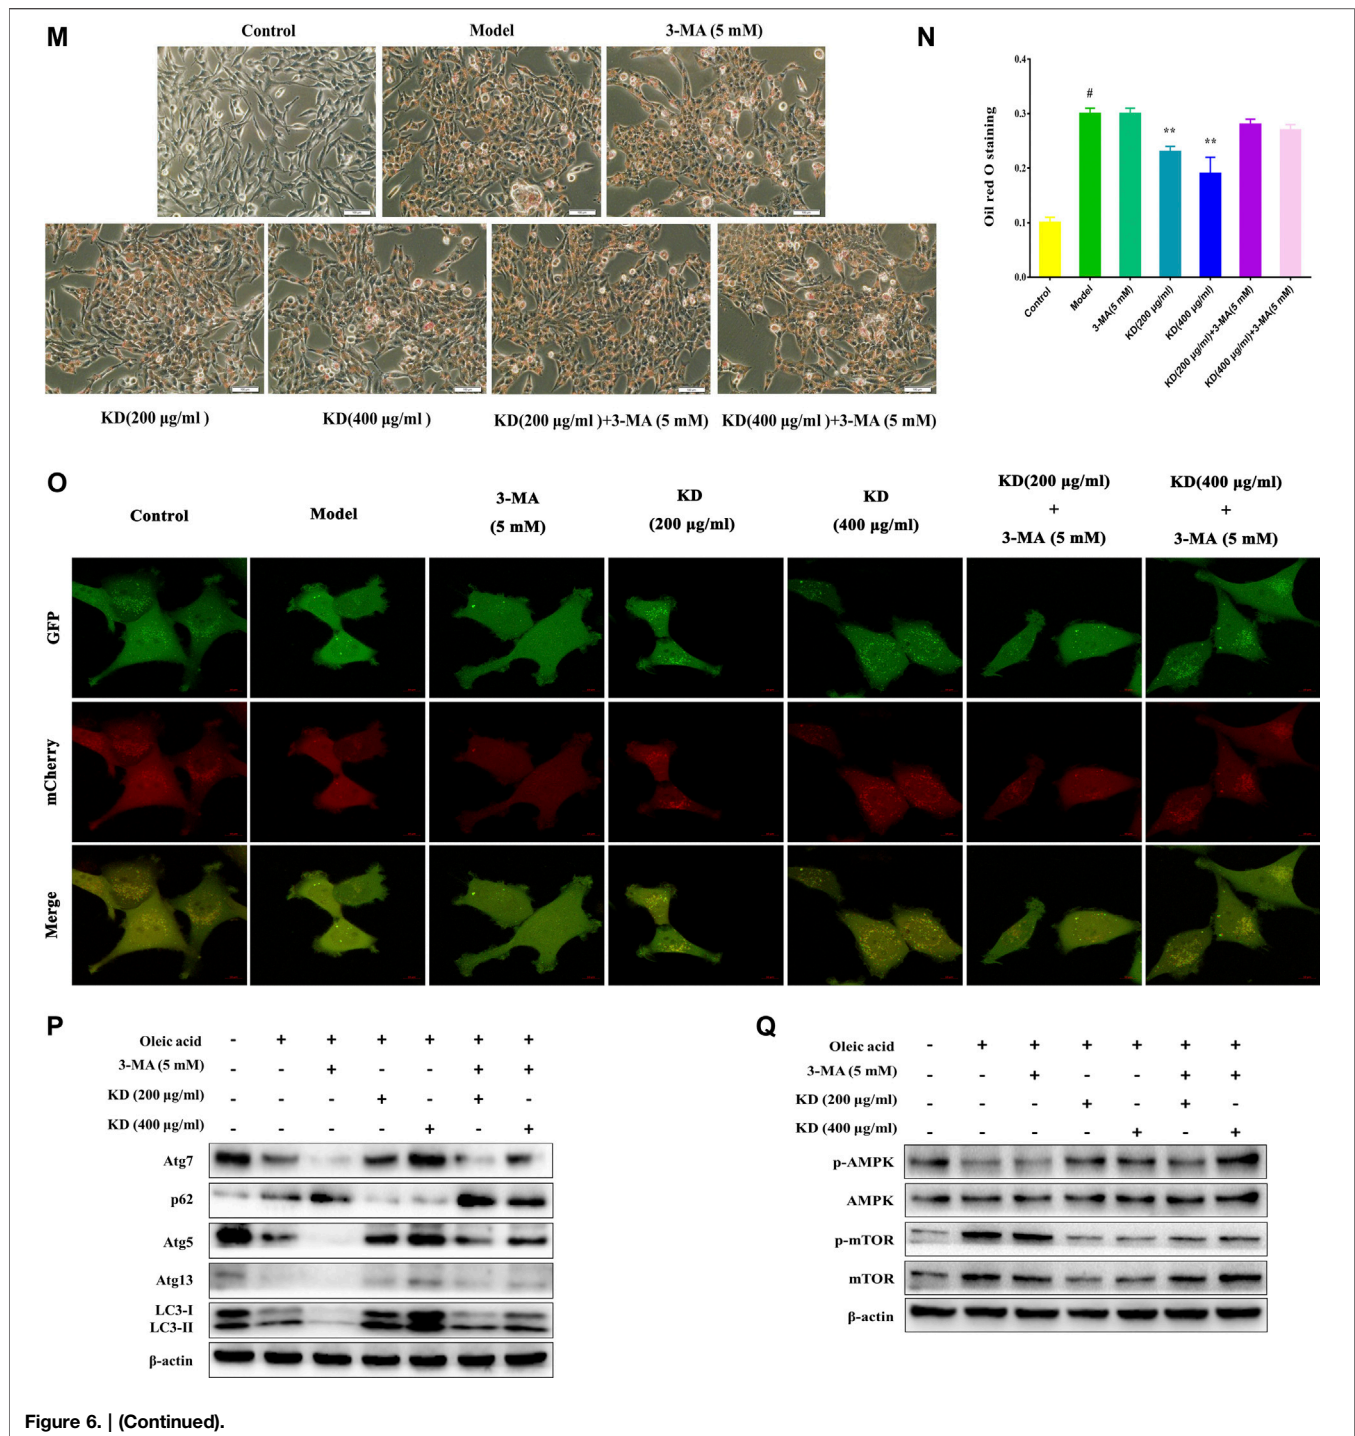 M
Control
Model
3-MA (5 mM)
KD(200 μg/ml )
KD(400 μg/ml )
KD(200 μg/ml )+3-MA (5 mM)
KD(400 μg/ml )+3-MA (5 mM)
N
Oil red O staining
0.4
0.3
0.2
0.1
0.0
#
**
**
Control
Model
3-MA(5 mM)
KD(200 μg/ml)
KD(400 μg/ml)
KD(200 μg/ml)+3-MA(5 mM)
KD(400 μg/ml)+3-MA(5 mM)
O
Control
Model
3-MA
(5 mM)
KD
(200 μg/ml)
KD
(400 μg/ml)
KD(200 μg/ml)
+
3-MA (5 mM)
KD(400 μg/ml)
+
3-MA (5 mM)
GFP
mCherry
Merge
P
Oleic acid - + + + + + +
3-MA (5 mM) - - + - - + +
KD (200 μg/ml) - - - + - + -
KD (400 μg/ml) - - - - + - +
Atg7
p62
Atg5
Atg13
LC3-I
LC3-II
β-actin
Q
Oleic acid - + + + + + +
3-MA (5 mM) - - + - - + +
KD (200 μg/ml) - - - + - + -
KD (400 μg/ml) - - - - + - +
p-AMPK
AMPK
p-mTOR
mTOR
β-actin
Figure 6. | (Continued).